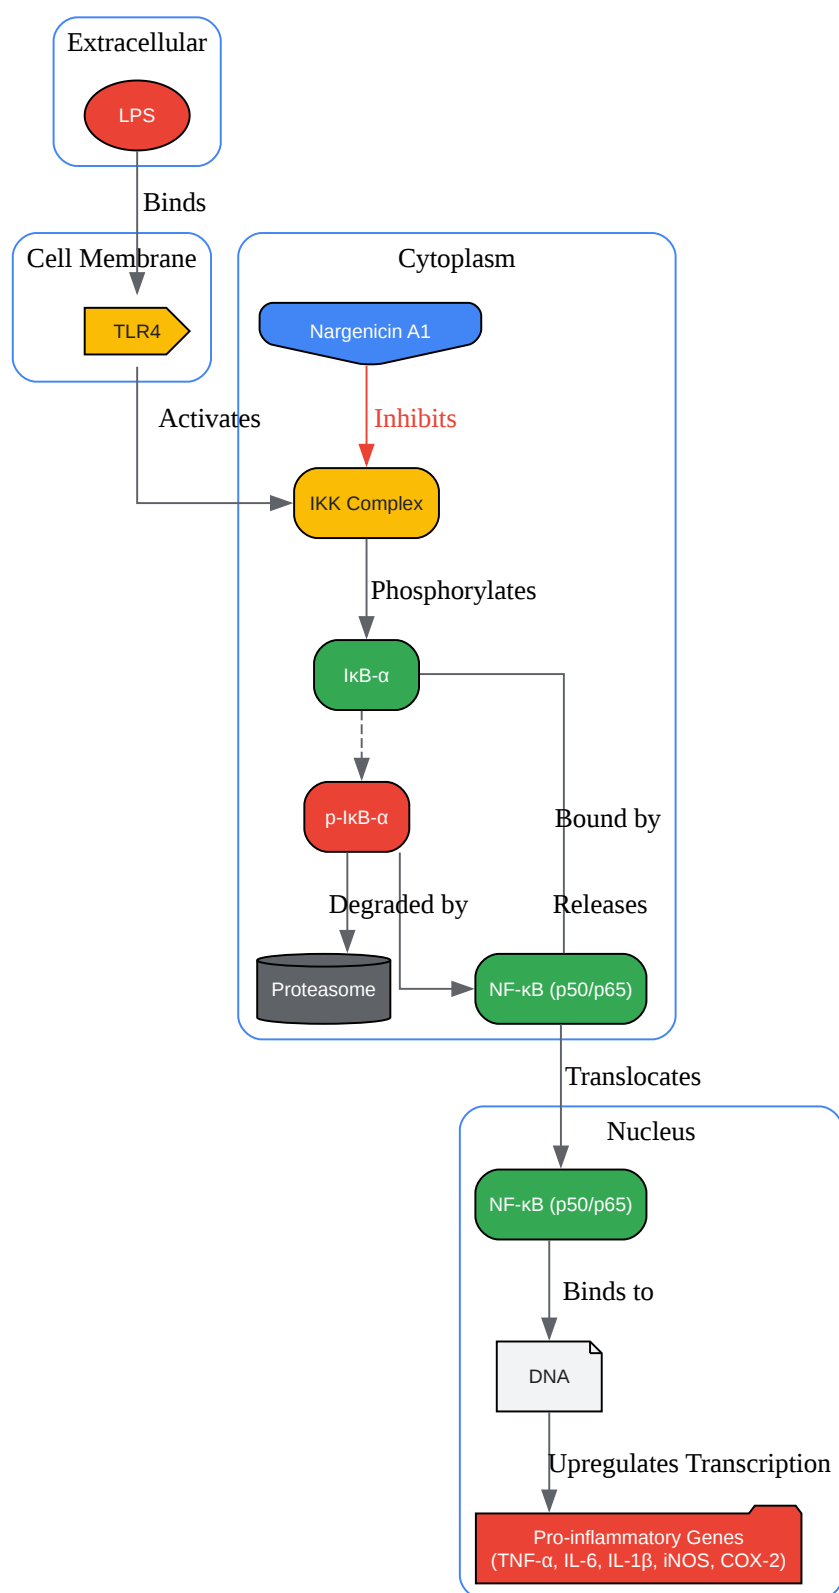 Extracellular
LPS
Binds
Cell Membrane
Cytoplasm
TLR4
Nargenicin A1
Activates
Inhibits
IKK Complex
Phosphorylates
IκB-α
p-IκB-α
Bound by
Degraded by
Releases
Proteasome
NF-κB (p50/p65)
Translocates
Nucleus
NF-κB (p50/p65)
Binds to
DNA
Upregulates Transcription
Pro-inflammatory Genes
(TNF-α, IL-6, IL-1β, iNOS, COX-2)